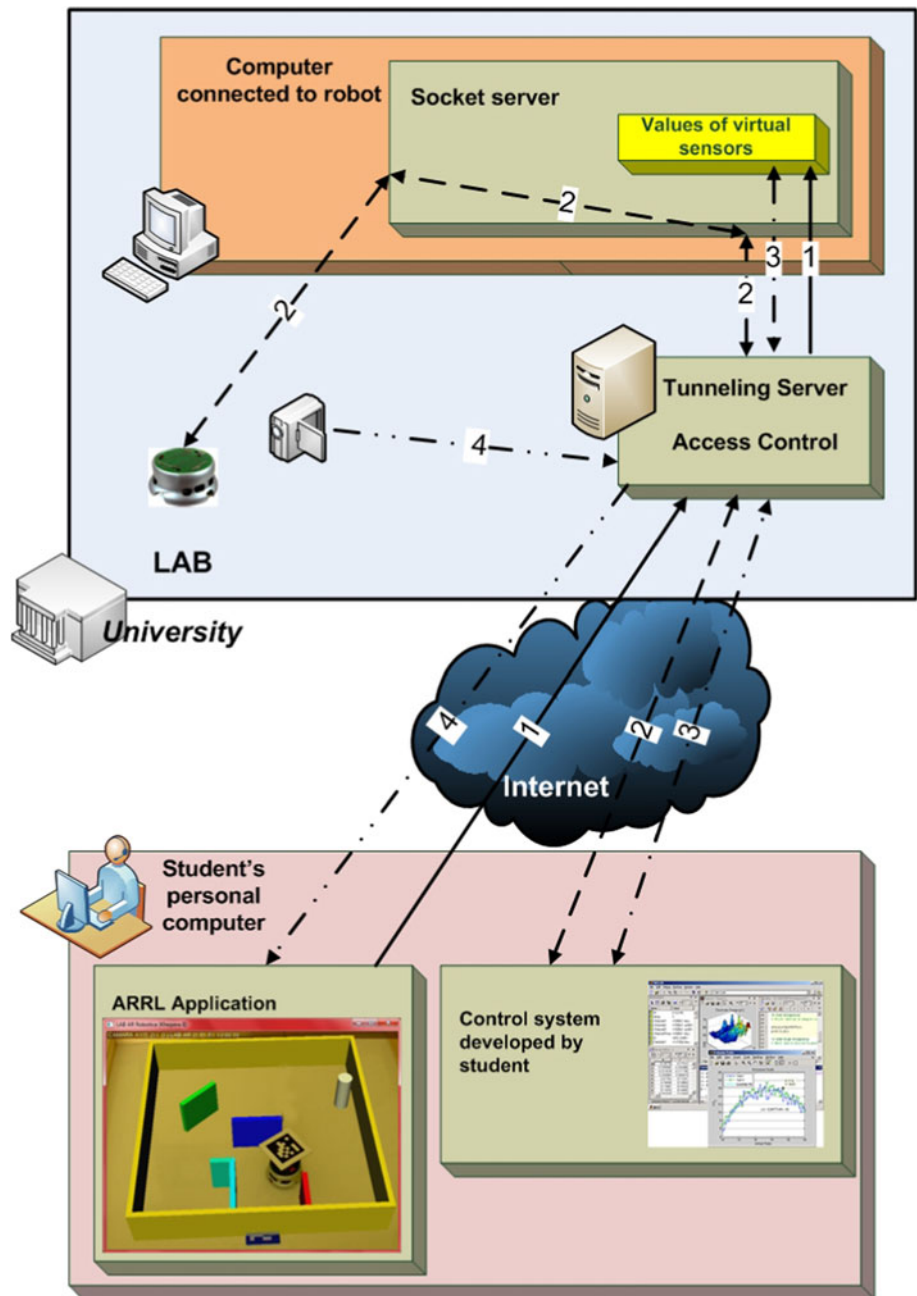 Computer
connected to robot
Socket server
Values of virtual
sensors
2
2
2
3
1
Tunneling Server
Access Control
4
LAB
University
4
1
2
3
Internet
Student's
personal
computer
ARRL Application
Control system
developed by
student